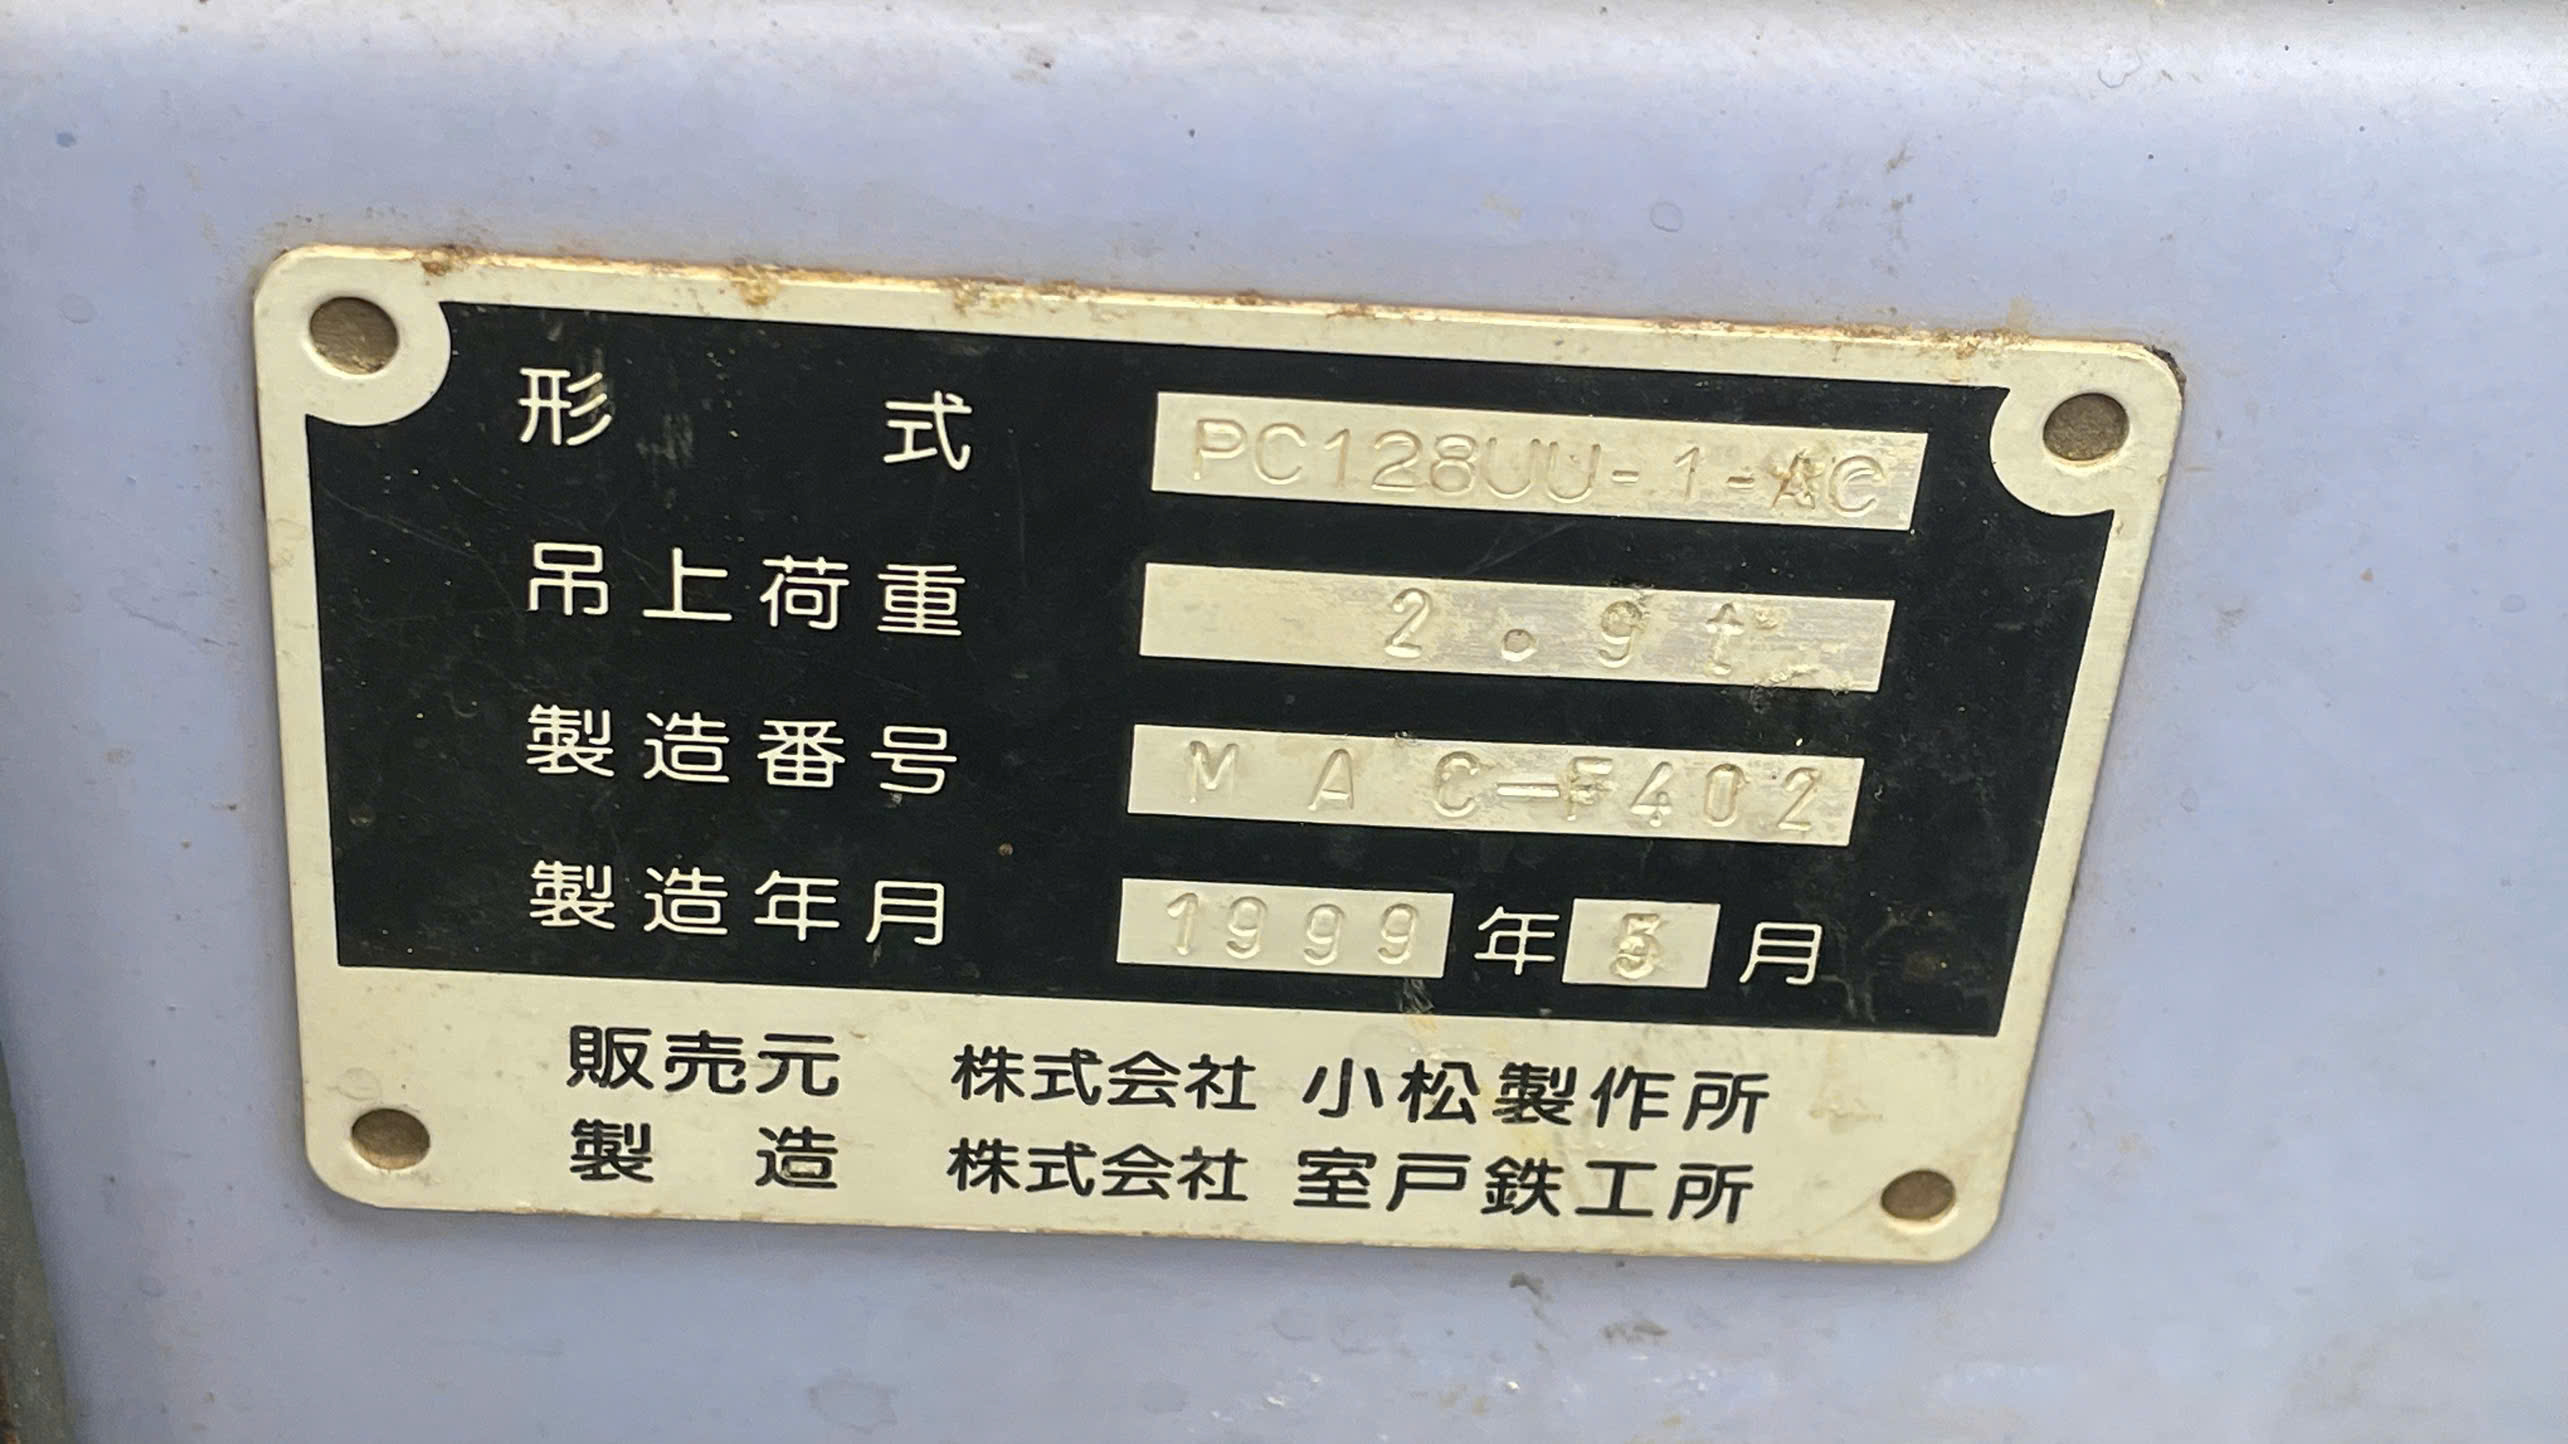 形式 PC128UU-1-AC
吊上荷重 2.9t
製造番号 MAC-F402
製造年月 1999年5月
販売元 株式会社 小松製作所
製造 株式会社 室戸鉄工所